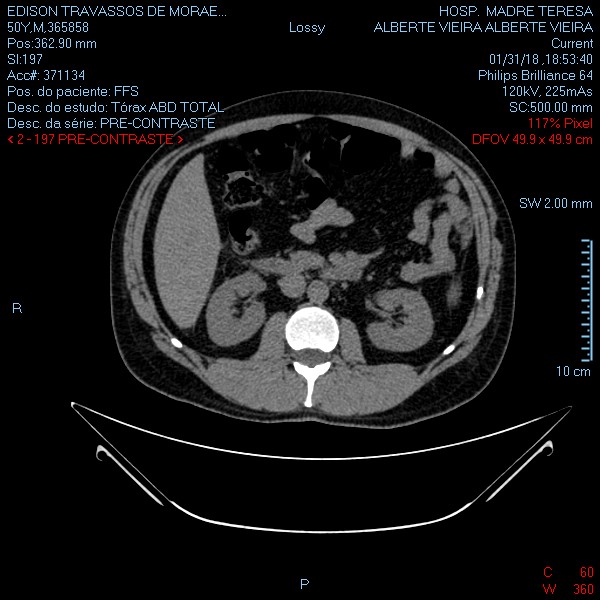 EDISON TRAVASSOS DE MORAE...
50Y,M,365858
Pos:362.90 mm
SI:197
Acc#: 371134
Pos. do paciente: FFS
Desc. do estudo: Tórax ABD TOTAL
Desc. da série: PRE-CONTRASTE
< 2 - 197 PRE-CONTRASTE >
Lossy
HOSP. MADRE TERESA
ALBERTE VIEIRA ALBERTE VIEIRA
Current
01/31/18 ,18:53:40
Philips Brilliance 64
120kV, 225mAs
SC:500.00 mm
117% Pixel
DFOV 49.9 x 49.9 cm
SW 2.00 mm
R
10 cm
P
C 60
W 360